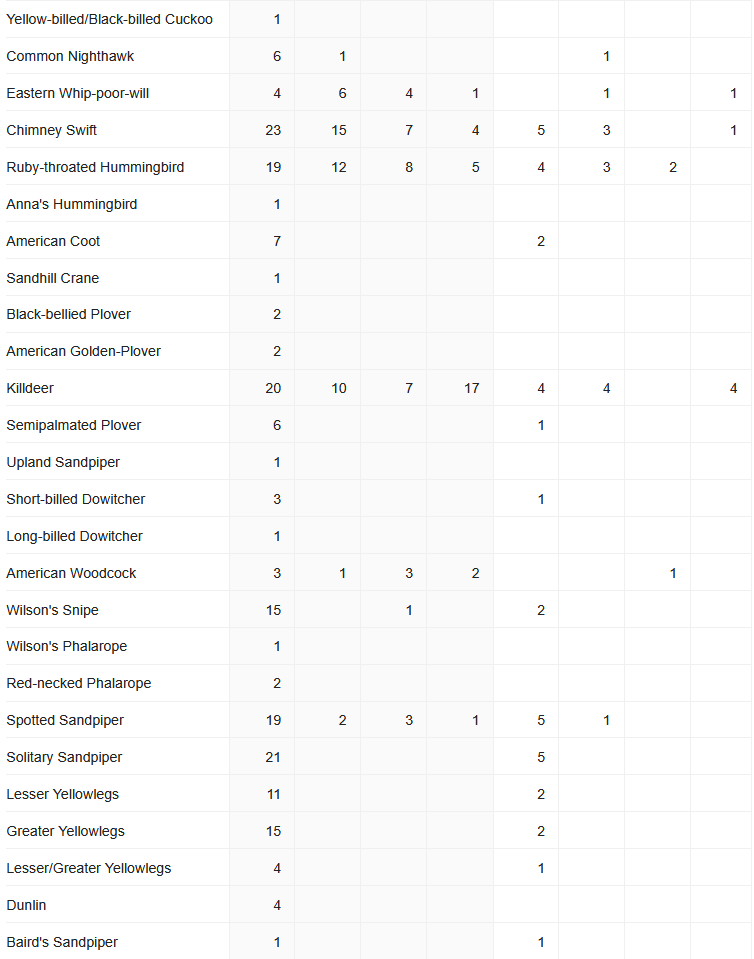 Yellow-billed/Black-billed Cuckoo 1
Common Nighthawk 6 1 1
Eastern Whip-poor-will 4 6 4 1 1 1
Chimney Swift 23 15 7 4 5 3 1
Ruby-throated Hummingbird 19 12 8 5 4 3 2
Anna's Hummingbird 1
American Coot 7 2
Sandhill Crane 1
Black-bellied Plover 2
American Golden-Plover 2
Killdeer 20 10 7 17 4 4 4
Semipalmated Plover 6 1
Upland Sandpiper 1
Short-billed Dowitcher 3 1
Long-billed Dowitcher 1
American Woodcock 3 1 3 2 1
Wilson's Snipe 15 1 2
Wilson's Phalarope 1
Red-necked Phalarope 2
Spotted Sandpiper 19 2 3 1 5 1
Solitary Sandpiper 21 5
Lesser Yellowlegs 11 2
Greater Yellowlegs 15 2
Lesser/Greater Yellowlegs 4 1
Dunlin 4
Baird's Sandpiper 1 1